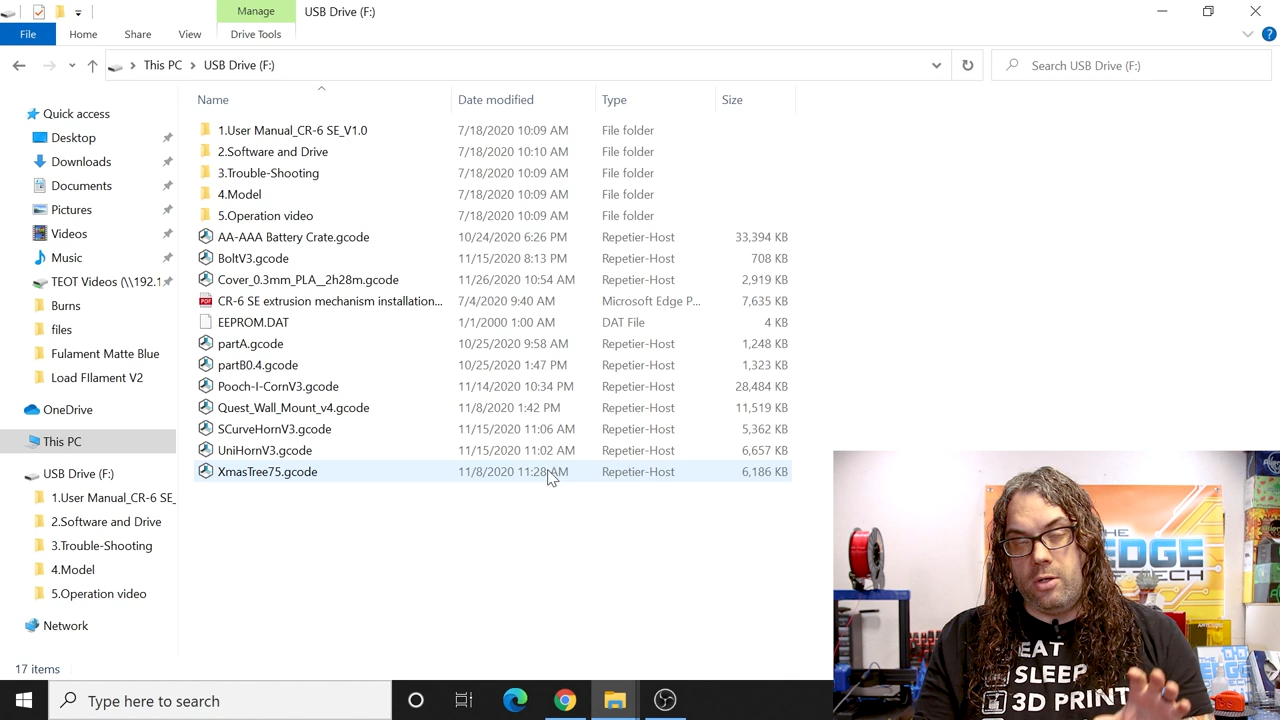 Manage
USB Drive (F:)
File
Home
Share
View
Drive Tools
This PC
USB Drive (F:)
Search USB Drive (F:)
Name
Date modified
Type
Size
Quick access
Desktop
Downloads
Documents
Pictures
Videos
Music
TEOT Videos (\\192.1
Burns
files
Fulament Matte Blue
Load FIlament V2
OneDrive
This PC
USB Drive (F:)
1.User Manual_CR-6 SE_
2.Software and Drive
3.Trouble-Shooting
4.Model
5.Operation video
Network
1.User Manual_CR-6 SE_V1.0 7/18/2020 10:09 AM File folder
2.Software and Drive 7/18/2020 10:10 AM File folder
3.Trouble-Shooting 7/18/2020 10:09 AM File folder
4.Model 7/18/2020 10:09 AM File folder
5.Operation video 7/18/2020 10:09 AM File folder
AA-AAA Battery Crate.gcode 10/24/2020 6:26 PM Repetier-Host 33,394 KB
BoltV3.gcode 11/15/2020 8:13 PM Repetier-Host 708 KB
Cover_0.3mm_PLA__2h28m.gcode 11/26/2020 10:54 AM Repetier-Host 2,919 KB
CR-6 SE extrusion mechanism installation... 7/4/2020 9:40 AM Microsoft Edge P... 7,635 KB
EEPROM.DAT 1/1/2000 1:00 AM DAT File 4 KB
partA.gcode 10/25/2020 9:58 AM Repetier-Host 1,248 KB
partB0.4.gcode 10/25/2020 1:47 PM Repetier-Host 1,323 KB
Pooch-I-CornV3.gcode 11/14/2020 10:34 PM Repetier-Host 28,484 KB
Quest_Wall_Mount_v4.gcode 11/8/2020 1:42 PM Repetier-Host 11,519 KB
SCurveHornV3.gcode 11/15/2020 11:06 AM Repetier-Host 5,362 KB
UniHornV3.gcode 11/15/2020 11:02 AM Repetier-Host 6,657 KB
XmasTree75.gcode 11/8/2020 11:28 AM Repetier-Host 6,186 KB
17 items
Type here to search
THE
EDGE
TECH
EAT
SLEEP
3D PRINT